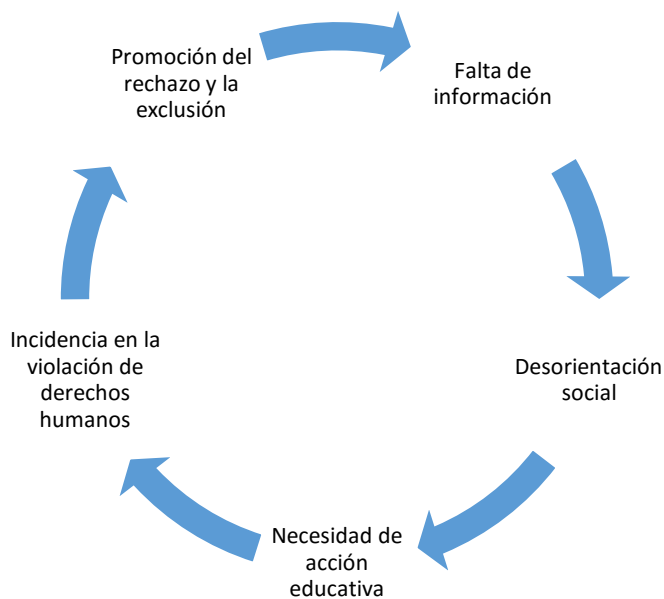 Promoción del
rechazo y la
exclusión
Falta de
información
Desorientación
social
Necesidad de
acción
educativa
Incidencia en la
violación de
derechos
humanos